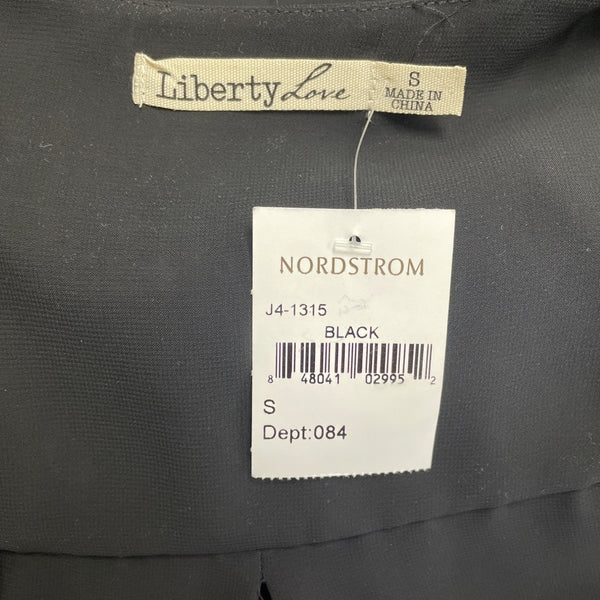 Liberty Love
S
MADE IN
CHINA
NORDSTROM
J4-1315
BLACK
8 48041 02995 2
S
Dept:084